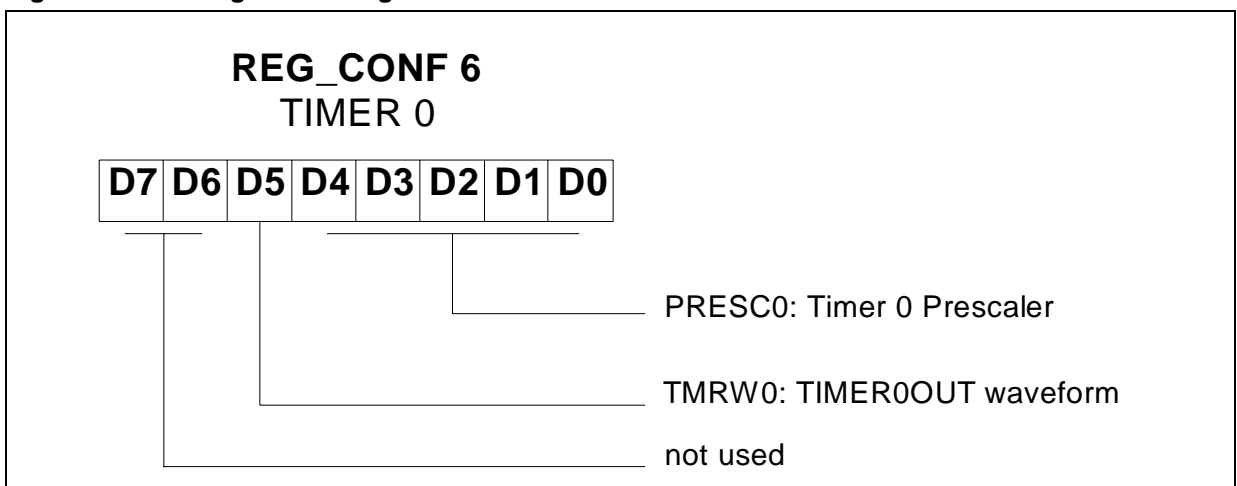 REG_CONF 6
TIMER 0
D7 D6 D5 D4 D3 D2 D1 D0
PRESC0: Timer 0 Prescaler
TMRW0: TIMER0OUT waveform
not used